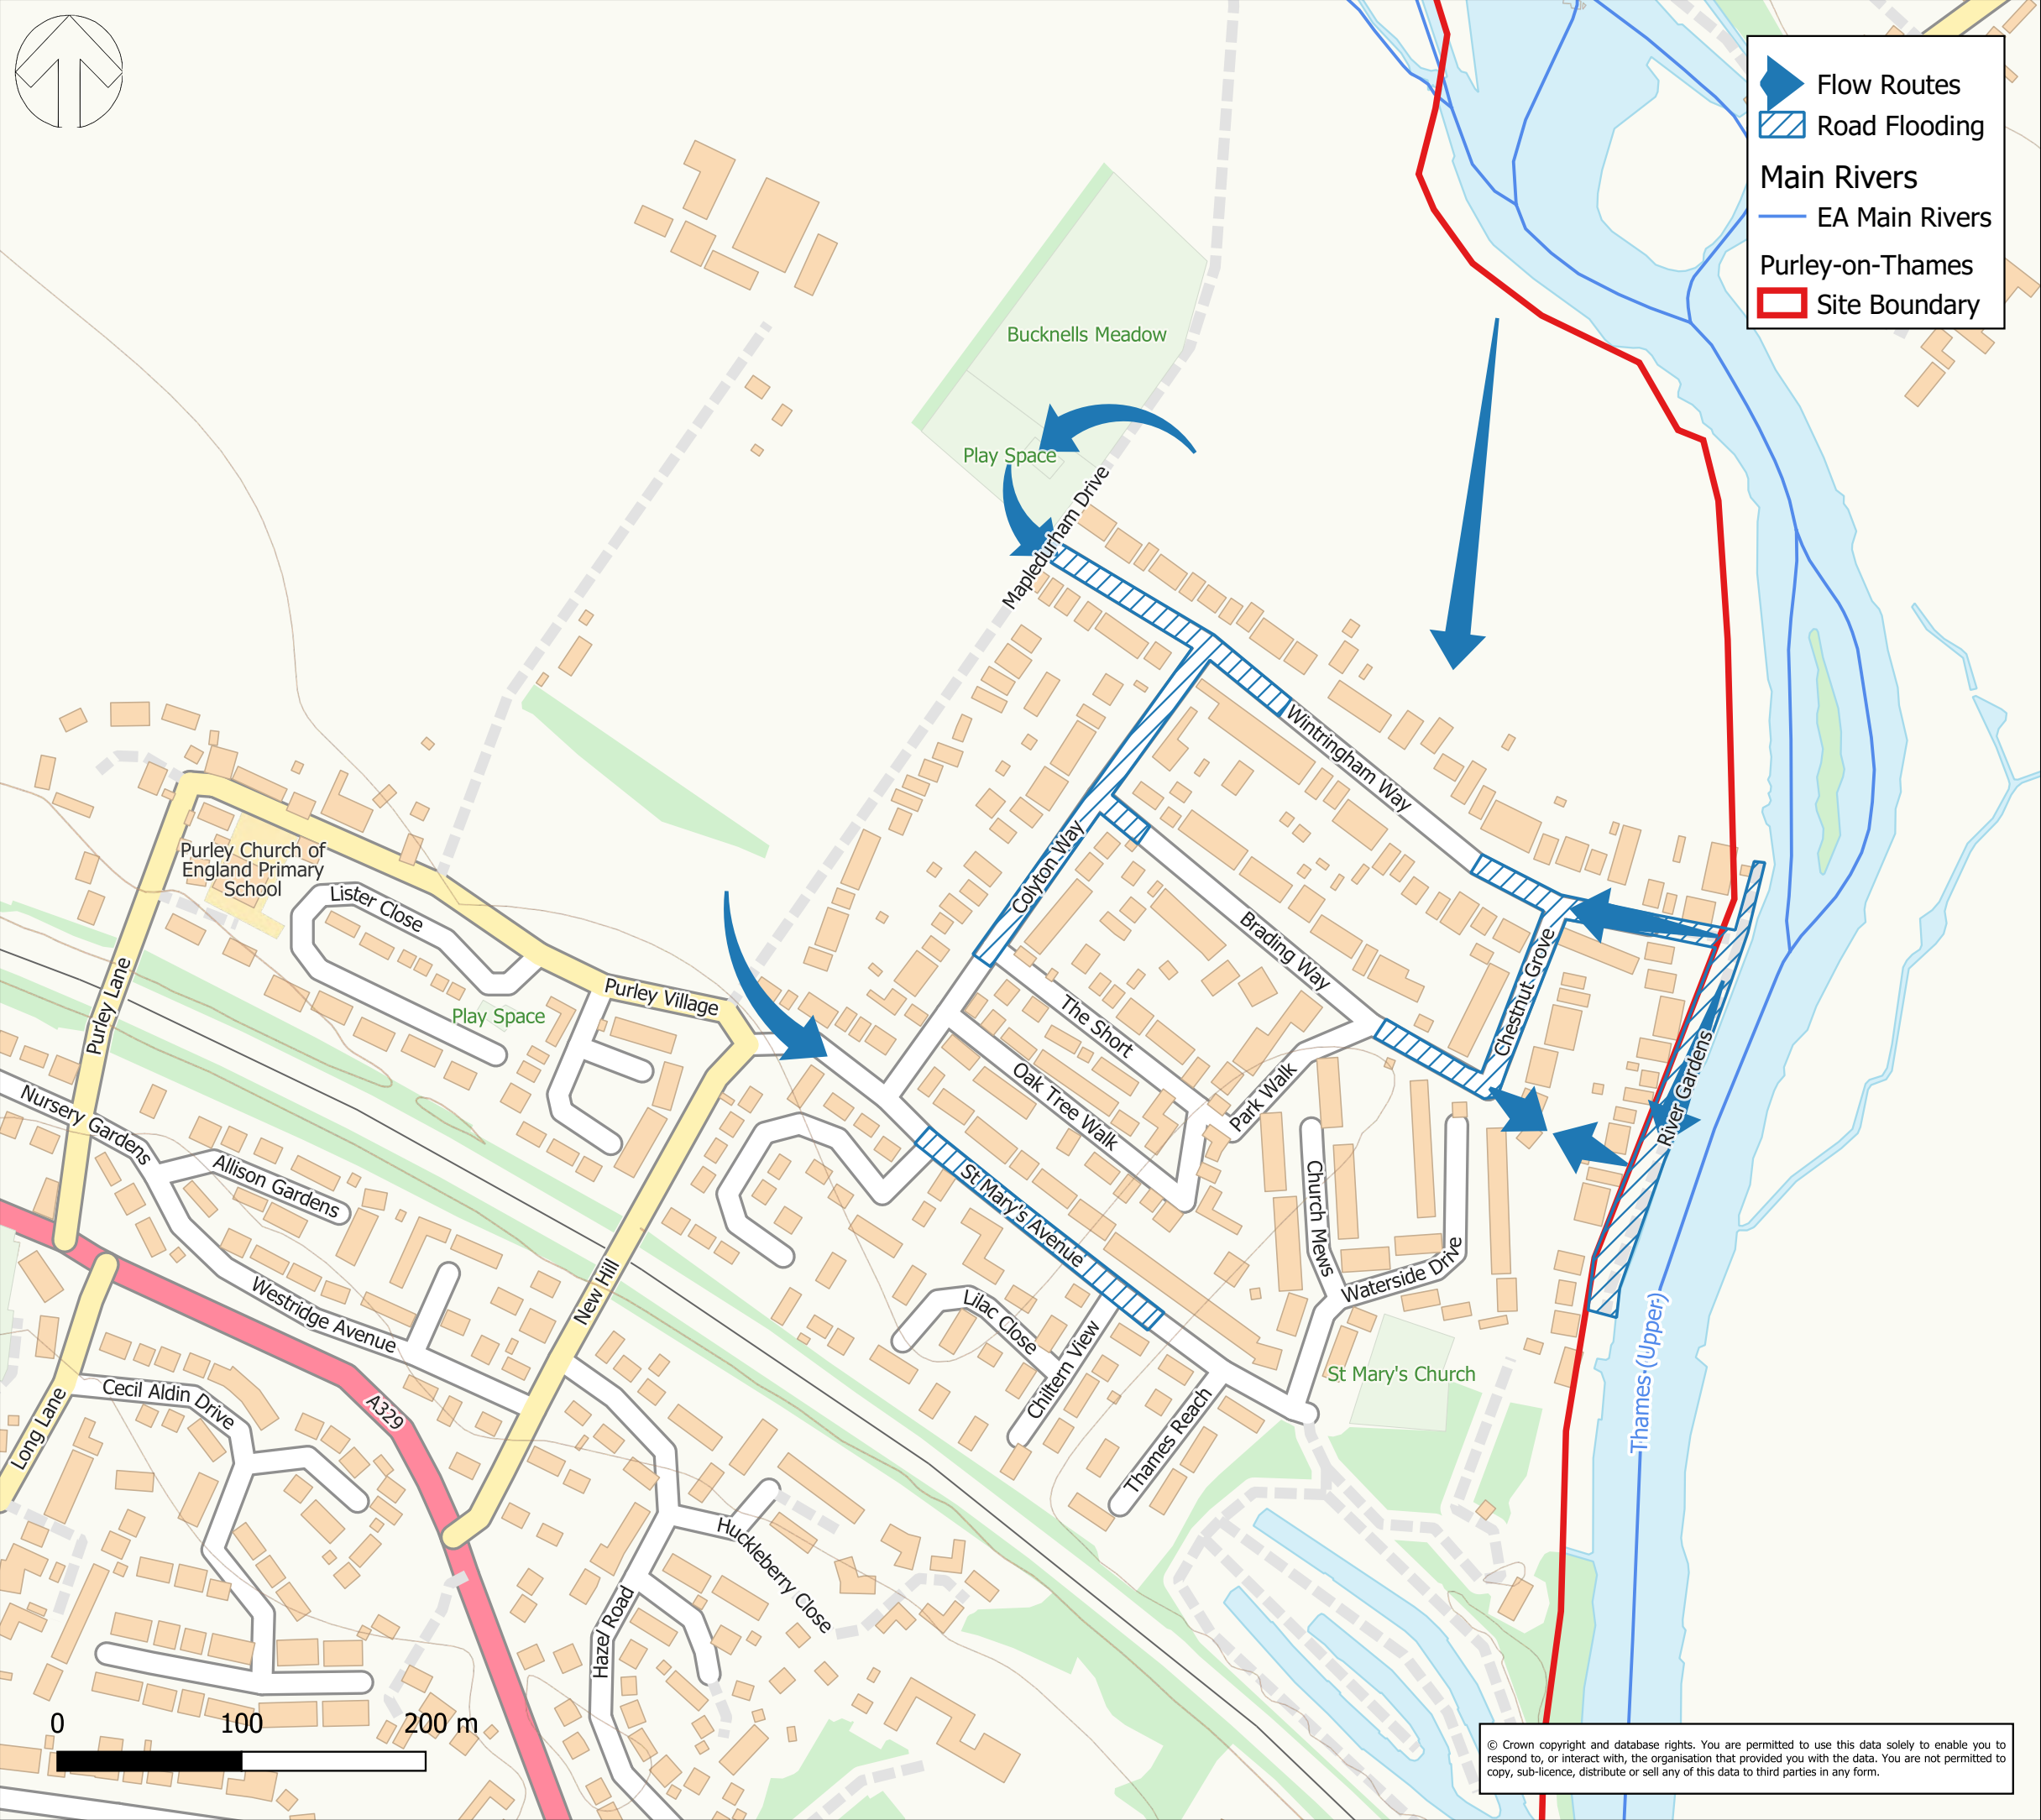 Flow Routes
Road Flooding
Main Rivers
EA Main Rivers
Purley-on-Thames
Site Boundary
Bucknells Meadow
Play Space
Mapledurham Drive
Wintringham Way
Colyton Way
Purley Church of
England Primary
School
Lister Close
Brading Way
Chestnut Grove
Purley Lane
Purley Village
Play Space
The Short
Oak Tree Walk
Park Walk
River Gardens
Nursery Gardens
Allison Gardens
St Mary's Avenue
Church Mews
Waterside Drive
Westridge Avenue
New Hill
Lilac Close
Chiltern View
Thames Reach
St Mary's Church
Thames (Upper)
Cecil Aldin Drive
A329
Long Lane
Huckleberry Close
Hazel Road
0 100 200 m
© Crown copyright and database rights. You are permitted to use this data solely to enable you to
respond to, or interact with, the organisation that provided you with the data. You are not permitted to
copy, sub-licence, distribute or sell any of this data to third parties in any form.